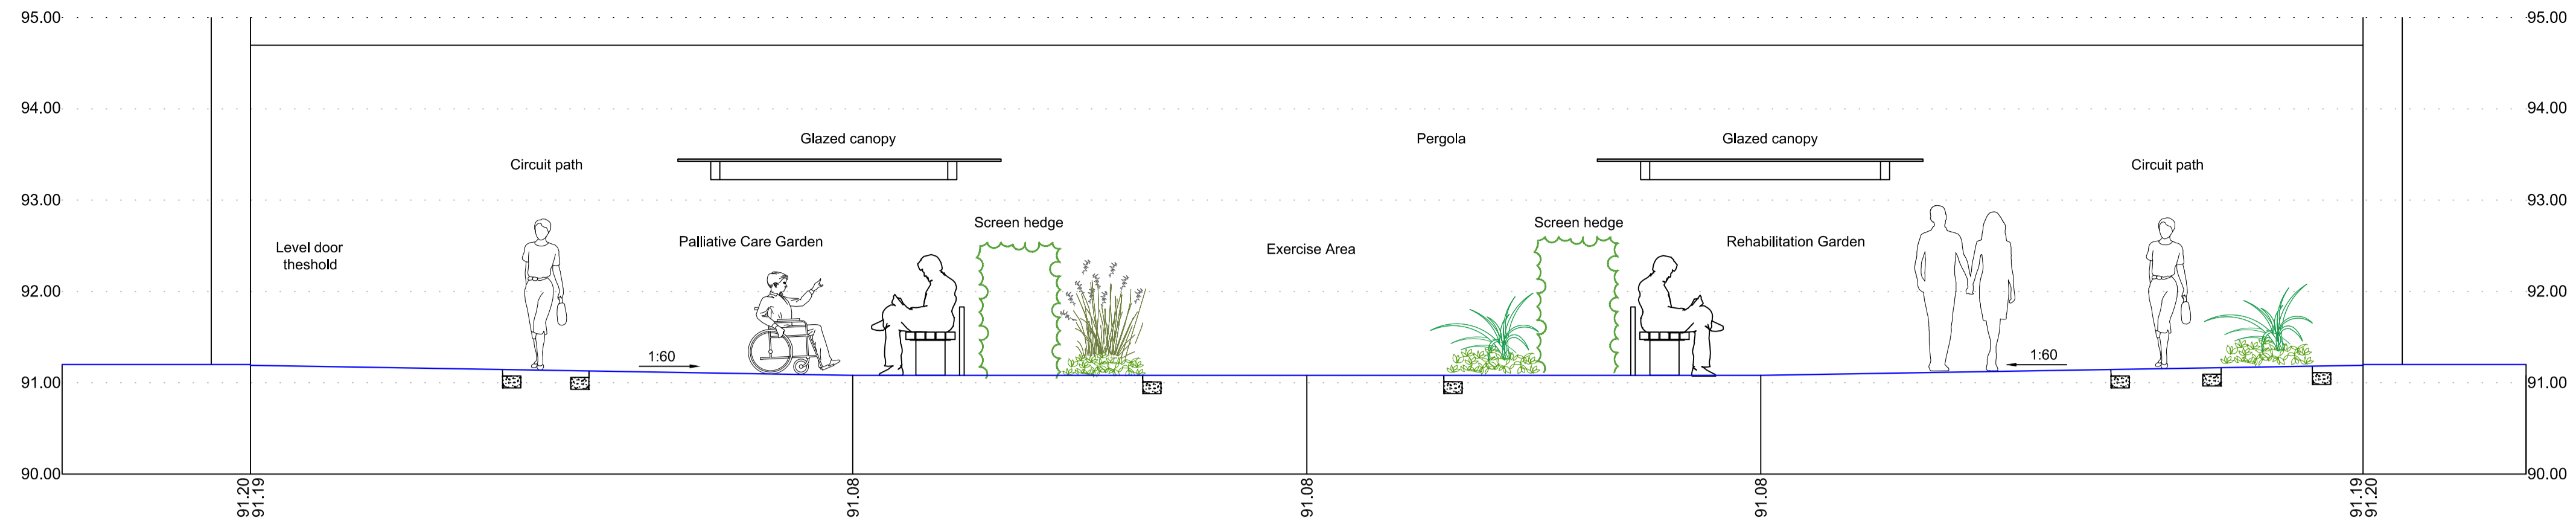 95.00
95.00
94.00
94.00
Glazed canopy
Pergola
Glazed canopy
Circuit path
Circuit path
93.00
93.00
Screen hedge
Screen hedge
Level door
theshold
Palliative Care Garden
Exercise Area
Rehabilitation Garden
92.00
92.00
1:60
1:60
91.00
91.00
90.00
90.00
91.20
91.19
91.08
91.08
91.08
91.19
91.20